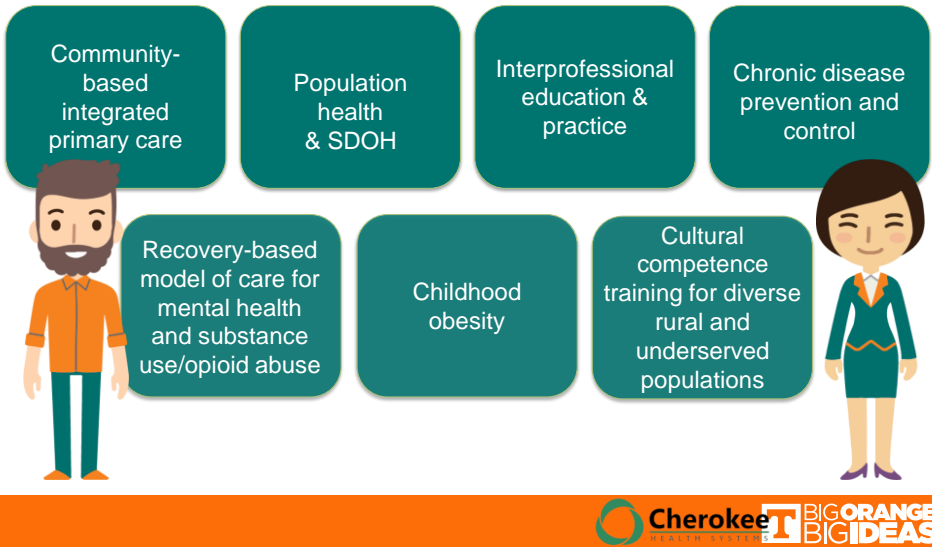 Community-
based
integrated
primary care
Population
health
& SDOH
Interprofessional
education &
practice
Chronic disease
prevention and
control
Recovery-based
model of care for
mental health
and substance
use/opioid abuse
Childhood
obesity
Cultural
competence
training for diverse
rural and
underserved
populations
Cherokee
HEALTH SYSTEMS
T
BIG ORANGE
BIG IDEAS